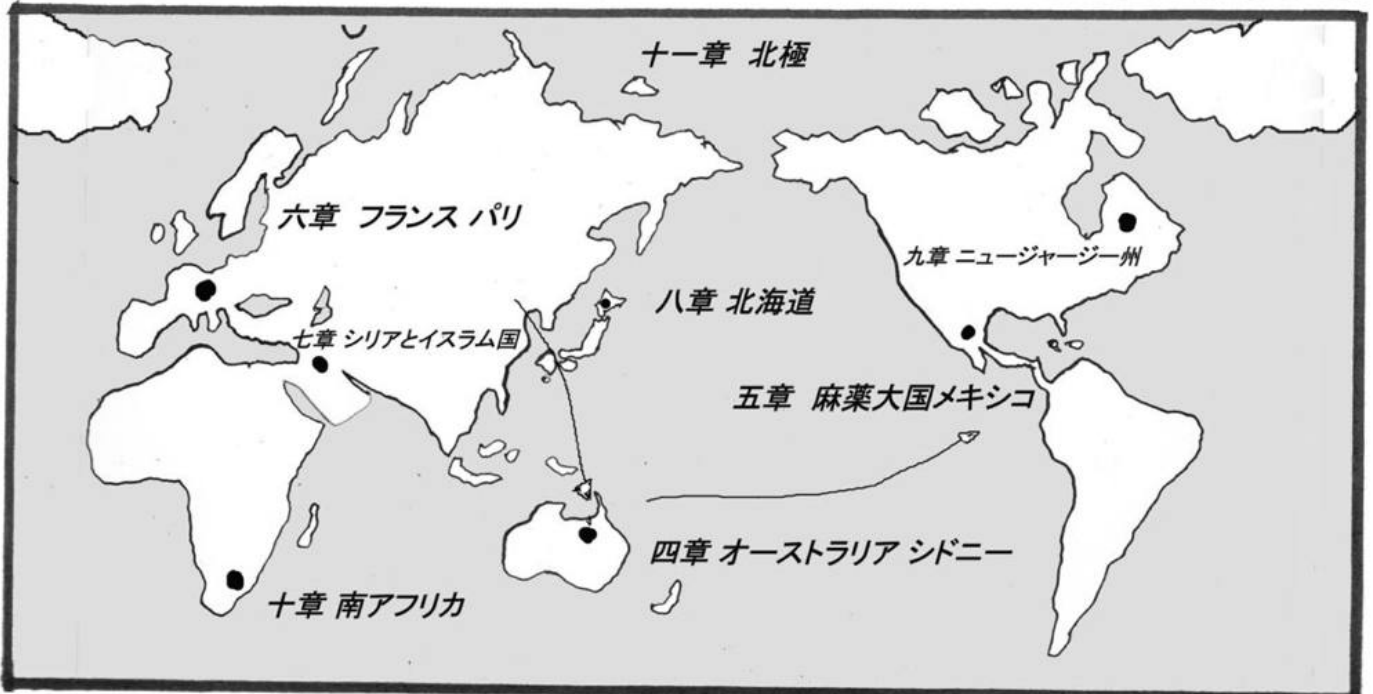 十一章 北極
六章 フランス パリ
九章 ニュージャージー州
八章 北海道
七章 シリアとイスラム国
五章 麻薬大国メキシコ
四章 オーストラリア シドニー
十章 南アフリカ